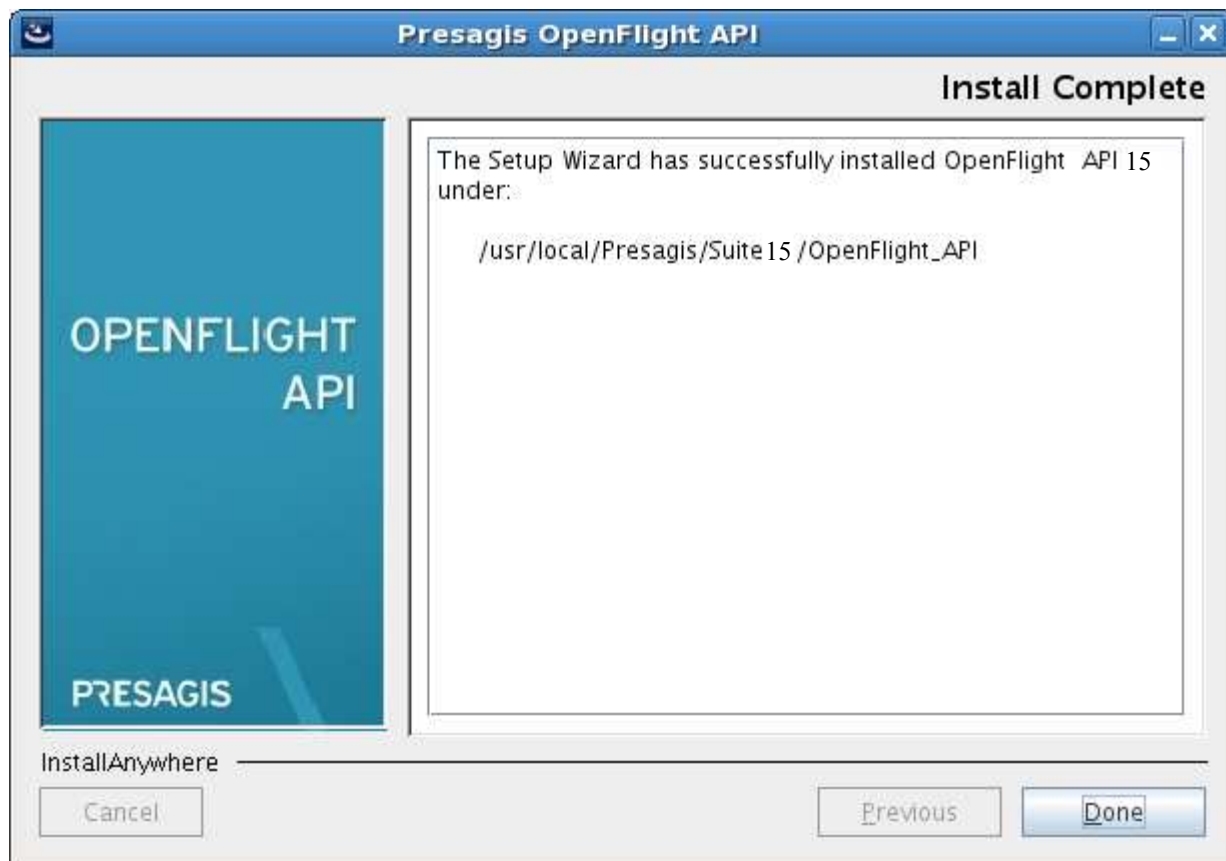 Presagis OpenFlight API
Install Complete
OPENFLIGHT
API
PRESAGIS
The Setup Wizard has successfully installed OpenFlight API 15
under:
/usr/local/Presagis/Suite15 /OpenFlight_API
InstallAnywhere
Cancel
Previous
Done